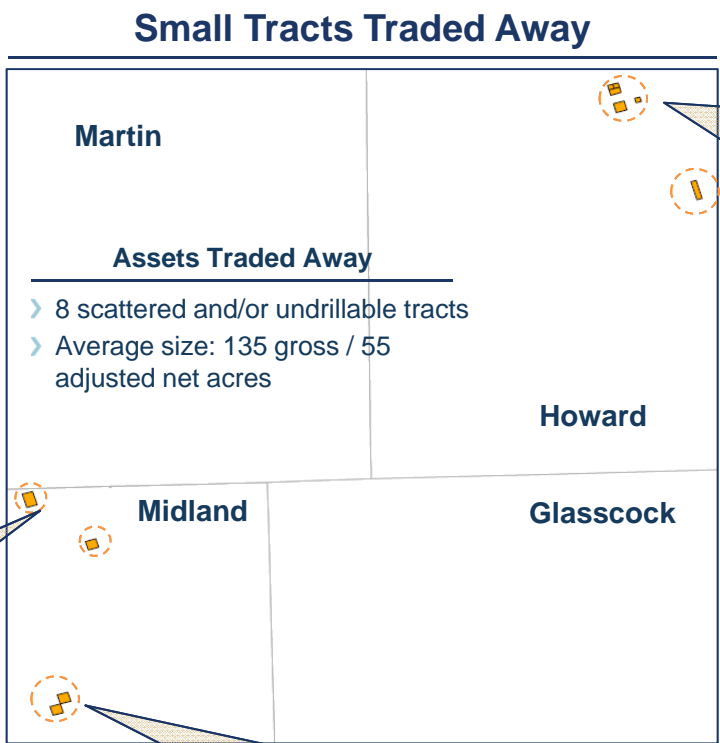 Small Tracts Traded Away
Martin
Assets Traded Away
› 8 scattered and/or undrillable tracts
› Average size: 135 gross / 55
adjusted net acres
Howard
Midland
Glasscock